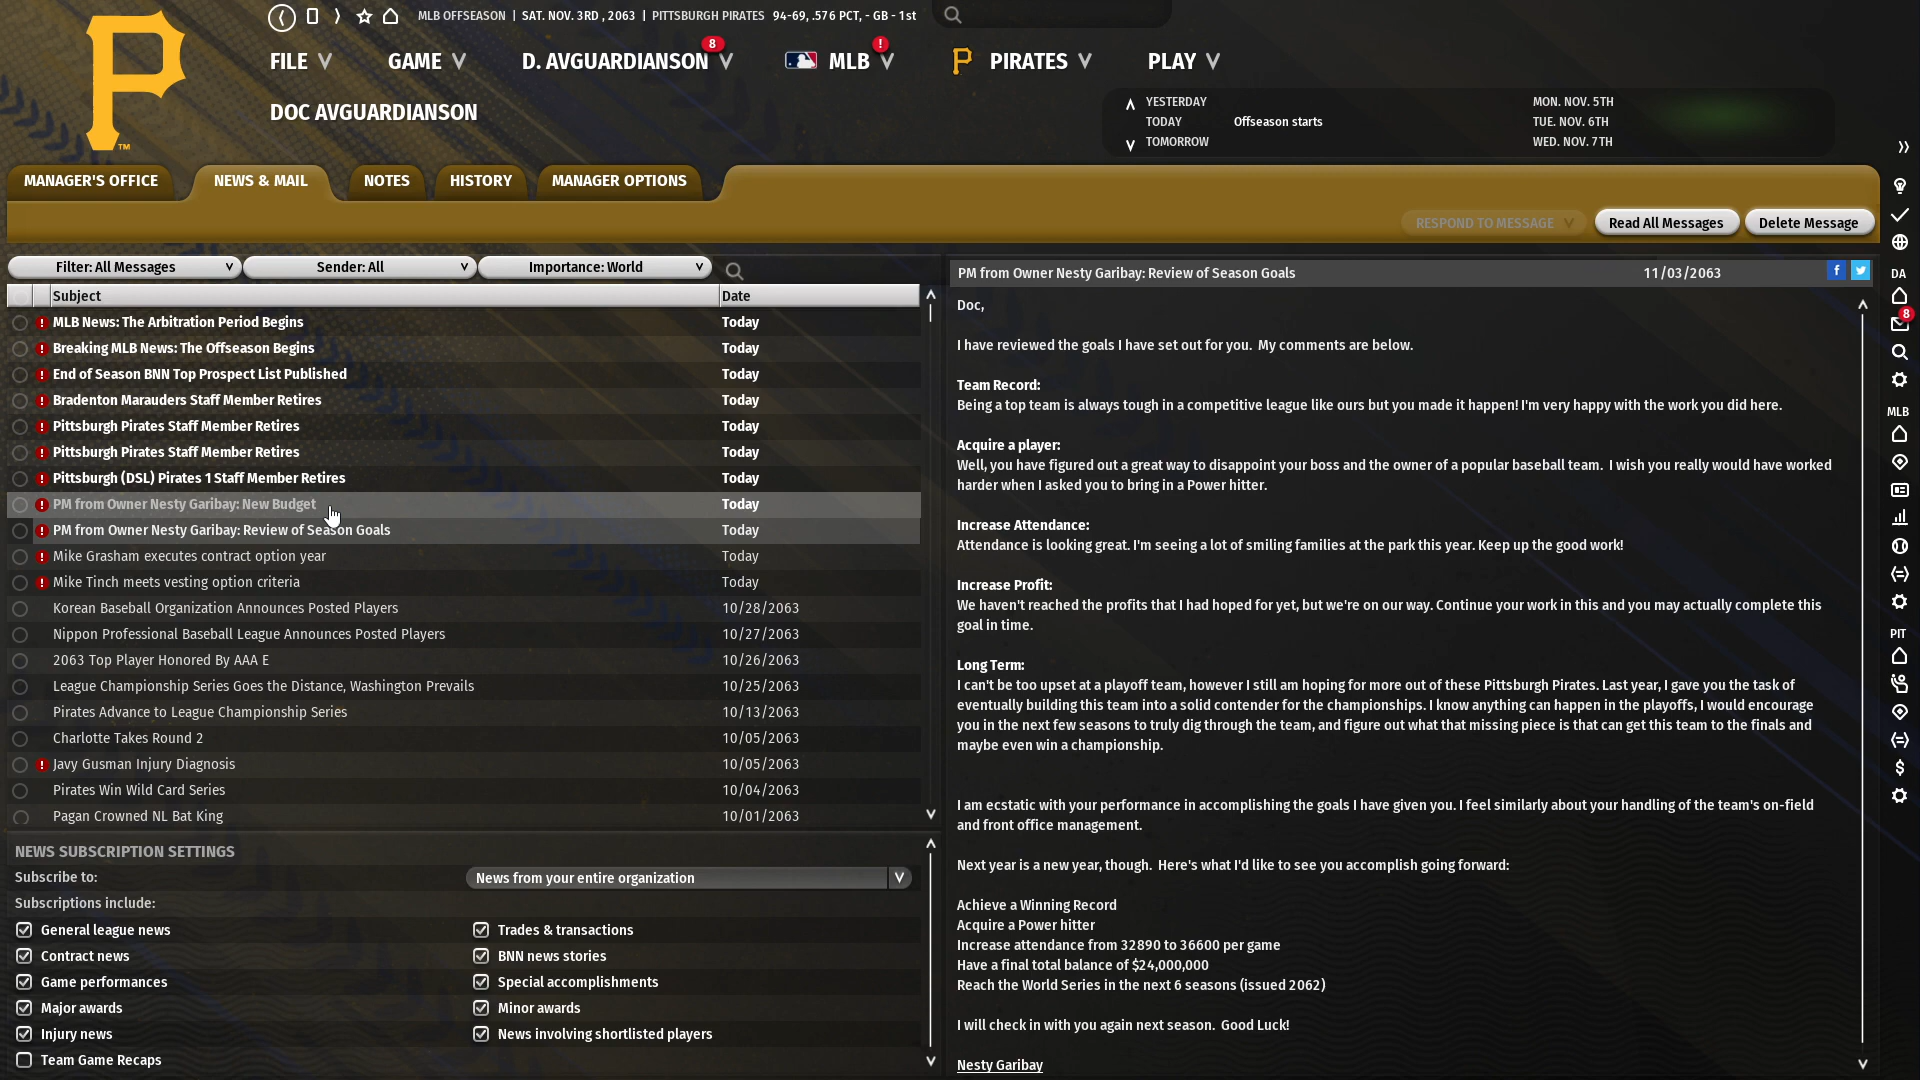 P
TM
MLB OFFSEASON | SAT. NOV. 3RD , 2063 | PITTSBURGH PIRATES 94-69, .576 PCT, - GB - 1st
FILE GAME D. AVGUARDIANSON 8 MLB ! P PIRATES PLAY
DOC AVGUARDIANSON
YESTERDAY
TODAY Offseason starts
TOMORROW
MON. NOV. 5TH
TUE. NOV. 6TH
WED. NOV. 7TH
MANAGER'S OFFICE NEWS & MAIL NOTES HISTORY MANAGER OPTIONS
RESPOND TO MESSAGE Read All Messages Delete Message
Filter: All Messages Sender: All Importance: World
Subject Date
MLB News: The Arbitration Period Begins Today
Breaking MLB News: The Offseason Begins Today
End of Season BNN Top Prospect List Published Today
Bradenton Marauders Staff Member Retires Today
Pittsburgh Pirates Staff Member Retires Today
Pittsburgh Pirates Staff Member Retires Today
Pittsburgh (DSL) Pirates 1 Staff Member Retires Today
PM from Owner Nesty Garibay: New Budget Today
PM from Owner Nesty Garibay: Review of Season Goals Today
Mike Grasham executes contract option year Today
Mike Tinch meets vesting option criteria Today
Korean Baseball Organization Announces Posted Players 10/28/2063
Nippon Professional Baseball League Announces Posted Players 10/27/2063
2063 Top Player Honored By AAA E 10/26/2063
League Championship Series Goes the Distance, Washington Prevails 10/25/2063
Pirates Advance to League Championship Series 10/13/2063
Charlotte Takes Round 2 10/05/2063
Javy Gusman Injury Diagnosis 10/05/2063
Pirates Win Wild Card Series 10/04/2063
Pagan Crowned NL Bat King 10/01/2063
NEWS SUBSCRIPTION SETTINGS
Subscribe to: News from your entire organization
Subscriptions include:
General league news Trades & transactions
Contract news BNN news stories
Game performances Special accomplishments
Major awards Minor awards
Injury news News involving shortlisted players
Team Game Recaps
PM from Owner Nesty Garibay: Review of Season Goals 11/03/2063
Doc,
I have reviewed the goals I have set out for you. My comments are below.
Team Record:
Being a top team is always tough in a competitive league like ours but you made it happen! I'm very happy with the work you did here.
Acquire a player:
Well, you have figured out a great way to disappoint your boss and the owner of a popular baseball team. I wish you really would have worked
harder when I asked you to bring in a Power hitter.
Increase Attendance:
Attendance is looking great. I'm seeing a lot of smiling families at the park this year. Keep up the good work!
Increase Profit:
We haven't reached the profits that I had hoped for yet, but we're on our way. Continue your work in this and you may actually complete this
goal in time.
Long Term:
I can't be too upset at a playoff team, however I still am hoping for more out of these Pittsburgh Pirates. Last year, I gave you the task of
eventually building this team into a solid contender for the championships. I know anything can happen in the playoffs, I would encourage
you in the next few seasons to truly dig through the team, and figure out what that missing piece is that can get this team to the finals and
maybe even win a championship.
I am ecstatic with your performance in accomplishing the goals I have given you. I feel similarly about your handling of the team's on-field
and front office management.
Next year is a new year, though. Here's what I'd like to see you accomplish going forward:
Achieve a Winning Record
Acquire a Power hitter
Increase attendance from 32890 to 36600 per game
Have a final total balance of $24,000,000
Reach the World Series in the next 6 seasons (issued 2062)
I will check in with you again next season. Good Luck!
Nesty Garibay
DA
8
MLB
PIT
$